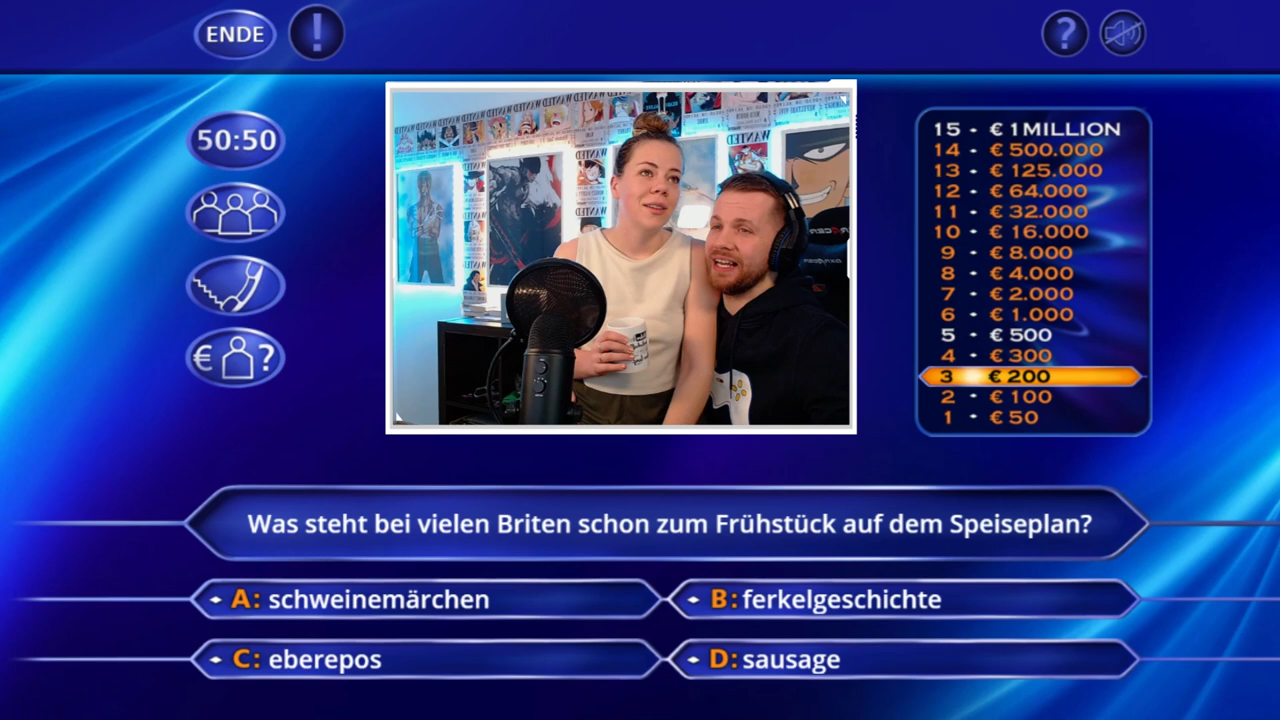 ENDE
!
?
50:50
€ ?
15 • € 1 MILLION
14 • € 500.000
13 • € 125.000
12 • € 64.000
11 • € 32.000
10 • € 16.000
9 • € 8.000
8 • € 4.000
7 • € 2.000
6 • € 1.000
5 • € 500
4 • € 300
3 • € 200
2 • € 100
1 • € 50
WANTED
Was steht bei vielen Briten schon zum Frühstück auf dem Speiseplan?
A: schweinemärchen
B: ferkelgeschichte
C: eberepos
D: sausage